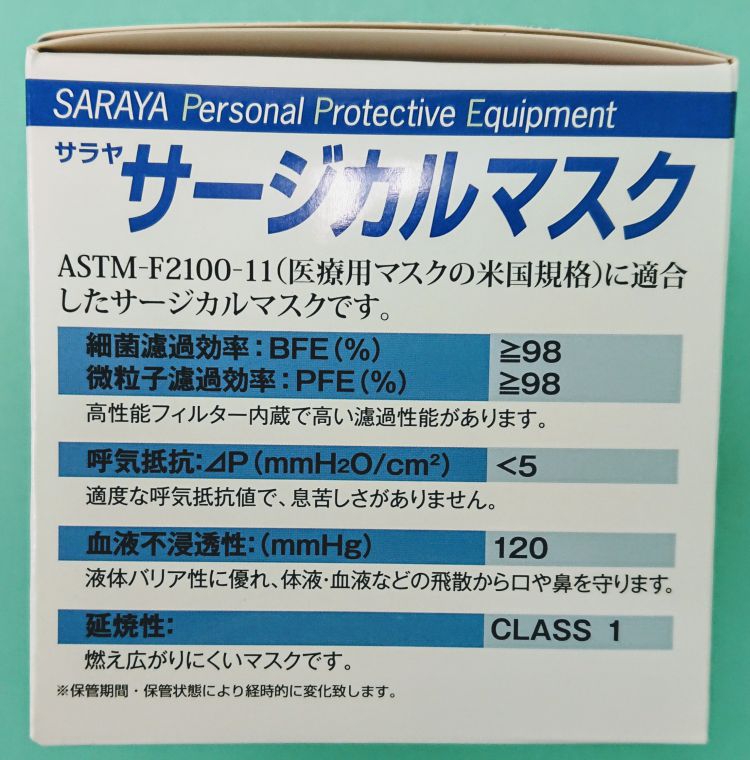 SARAYA Personal Protective Equipment
サラヤ サージカルマスク
ASTM-F2100-11(医療用マスクの米国規格)に適合
したサージカルマスクです。
細菌濾過効率:BFE(%) ≧98
微粒子濾過効率:PFE(%) ≧98
高性能フィルター内蔵で高い濾過性能があります。
呼気抵抗:⊿P(mmH2O/cm²) <5
適度な呼気抵抗値で、息苦しさがありません。
血液不浸透性:(mmHg) 120
液体バリア性に優れ、体液・血液などの飛散から口や鼻を守ります。
延焼性: CLASS 1
燃え広がりにくいマスクです。
※保管期間・保管状態により経時的に変化致します。